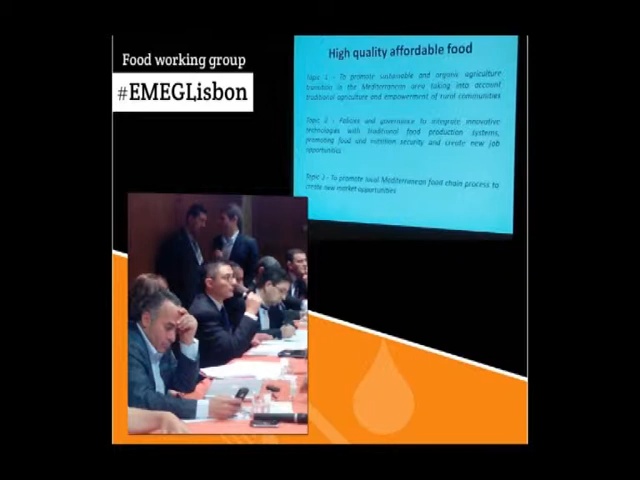 Food working group
#EMEGLisbon
High quality affordable food
Topic 1 - To promote sustainable and organic agriculture
transition in the Mediterranean area taking into account
traditional agriculture and empowerment of rural communities
Topic 2 - Policies and governance to integrate innovative
technologies with traditional food production systems,
promoting food and nutrition security and create new job
opportunities
Topic 3 - To promote local Mediterranean food chain process to
create new market opportunities